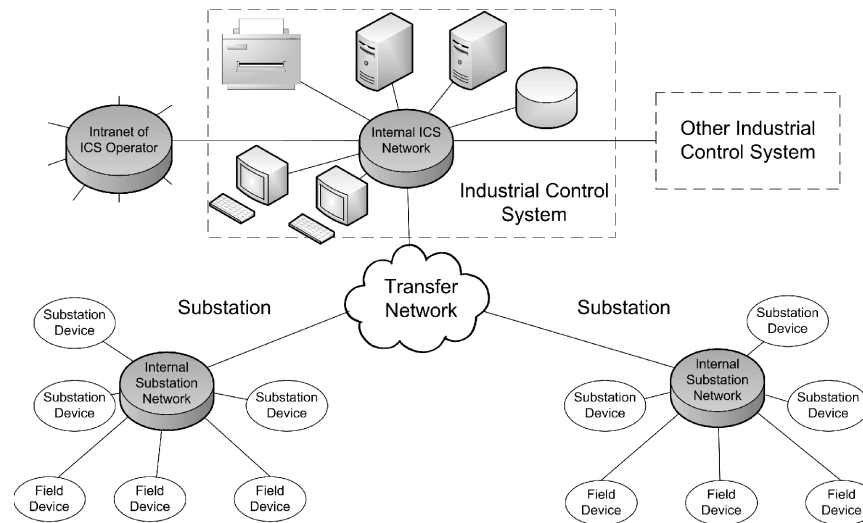 Intranet of
ICS Operator
Internal ICS
Network
Other Industrial
Control System
Industrial Control
System
Transfer
Network
Substation
Substation
Substation
Device
Internal
Substation
Network
Substation
Device
Substation
Device
Field
Device
Field
Device
Field
Device
Substation
Device
Internal
Substation
Network
Substation
Device
Substation
Device
Field
Device
Field
Device
Field
Device